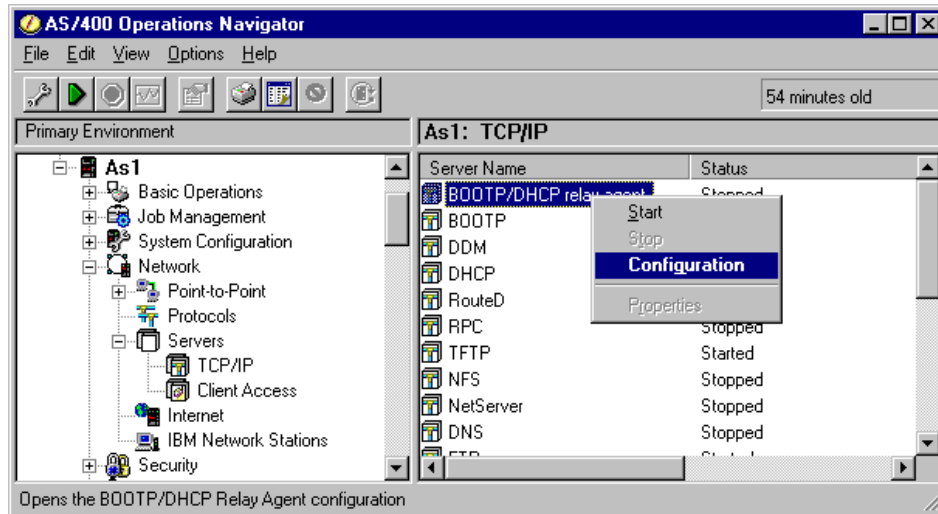 AS/400 Operations Navigator
File Edit View Options Help
54 minutes old
Primary Environment
As1: TCP/IP
As1
Basic Operations
Job Management
System Configuration
Network
Point-to-Point
Protocols
Servers
TCP/IP
Client Access
Internet
IBM Network Stations
Security
Server Name Status
BOOTP/DHCP relay agent Stopped
BOOTP
DDM
DHCP
RouteD
RPC Stopped
TFTP Started
NFS Stopped
NetServer Stopped
DNS Stopped
FTP Started
Start
Stop
Configuration
Properties
Opens the BOOTP/DHCP Relay Agent configuration